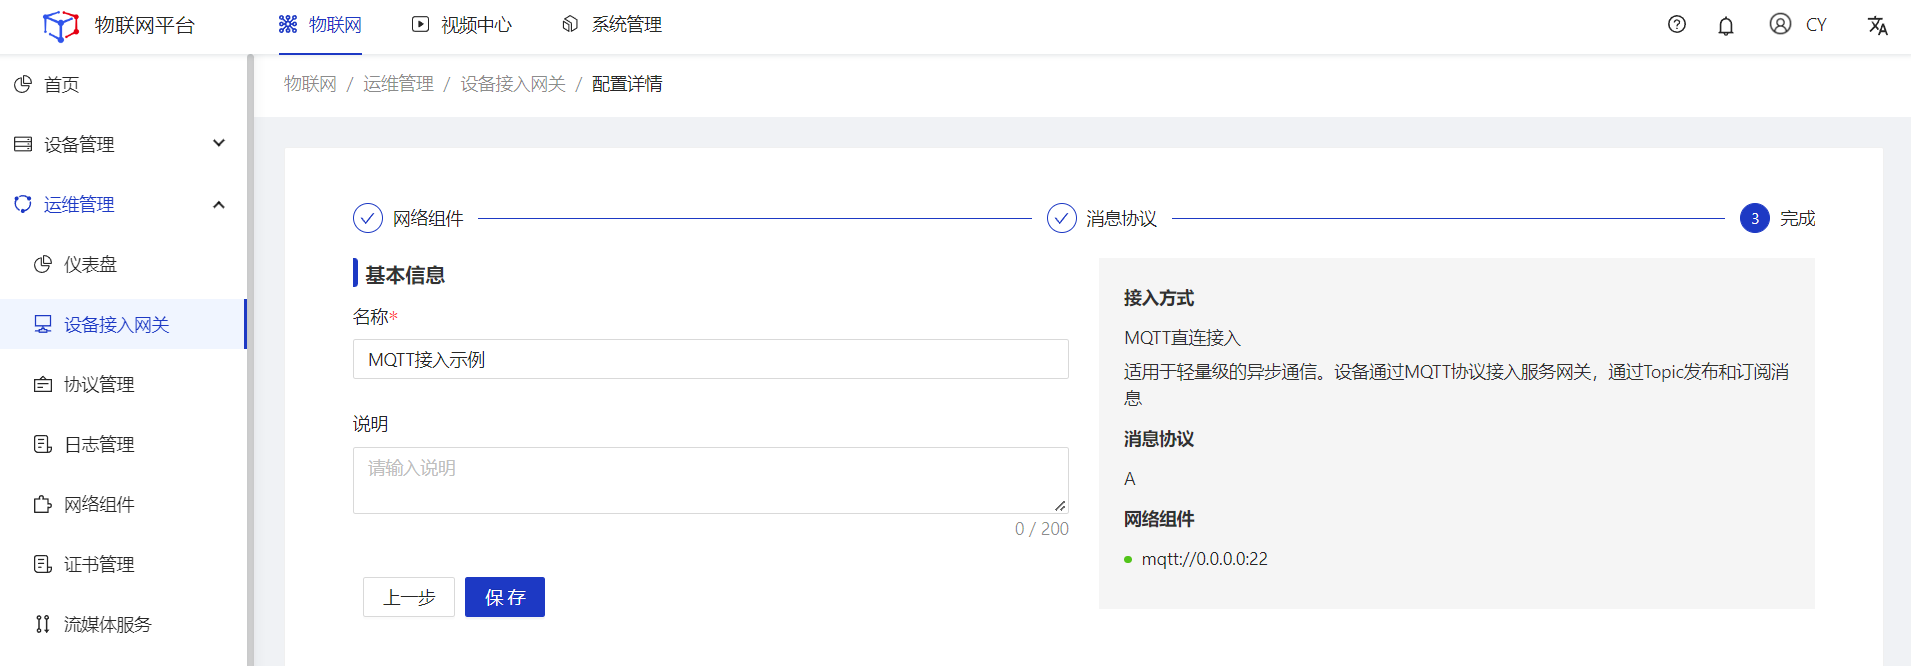 物联网平台
物联网
视频中心
系统管理
CY
首页
设备管理
运维管理
仪表盘
设备接入网关
协议管理
日志管理
网络组件
证书管理
流媒体服务
物联网 / 运维管理 / 设备接入网关 / 配置详情
网络组件
消息协议
3 完成
基本信息
名称*
MQTT接入示例
说明
请输入说明
0 / 200
上一步
保 存
接入方式
MQTT直连接入
适用于轻量级的异步通信。设备通过MQTT协议接入服务网关，通过Topic发布和订阅消
息
消息协议
A
网络组件
mqtt://0.0.0.0:22